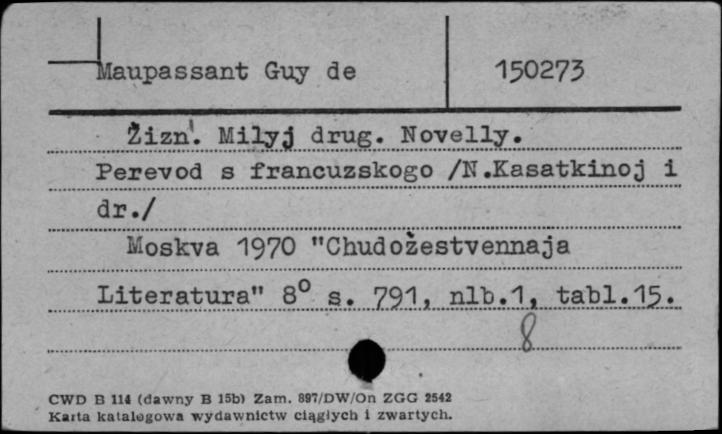 Maupassant Guy de 150273
Žizn'. Milyj drug. Novelly.
Perevod s francuzskogo /N.Kasatkinoj i
dr./
Moskva 1970 "Chudožestvennaja
Literatura" 8° s. 791, nlb.1, tabl.15.
8
CWD B 114 (dawny B 15b) Zam. 897/DW/On ZGG 2542
Karta katalogowa wydawnictw ciągłych i zwartych.